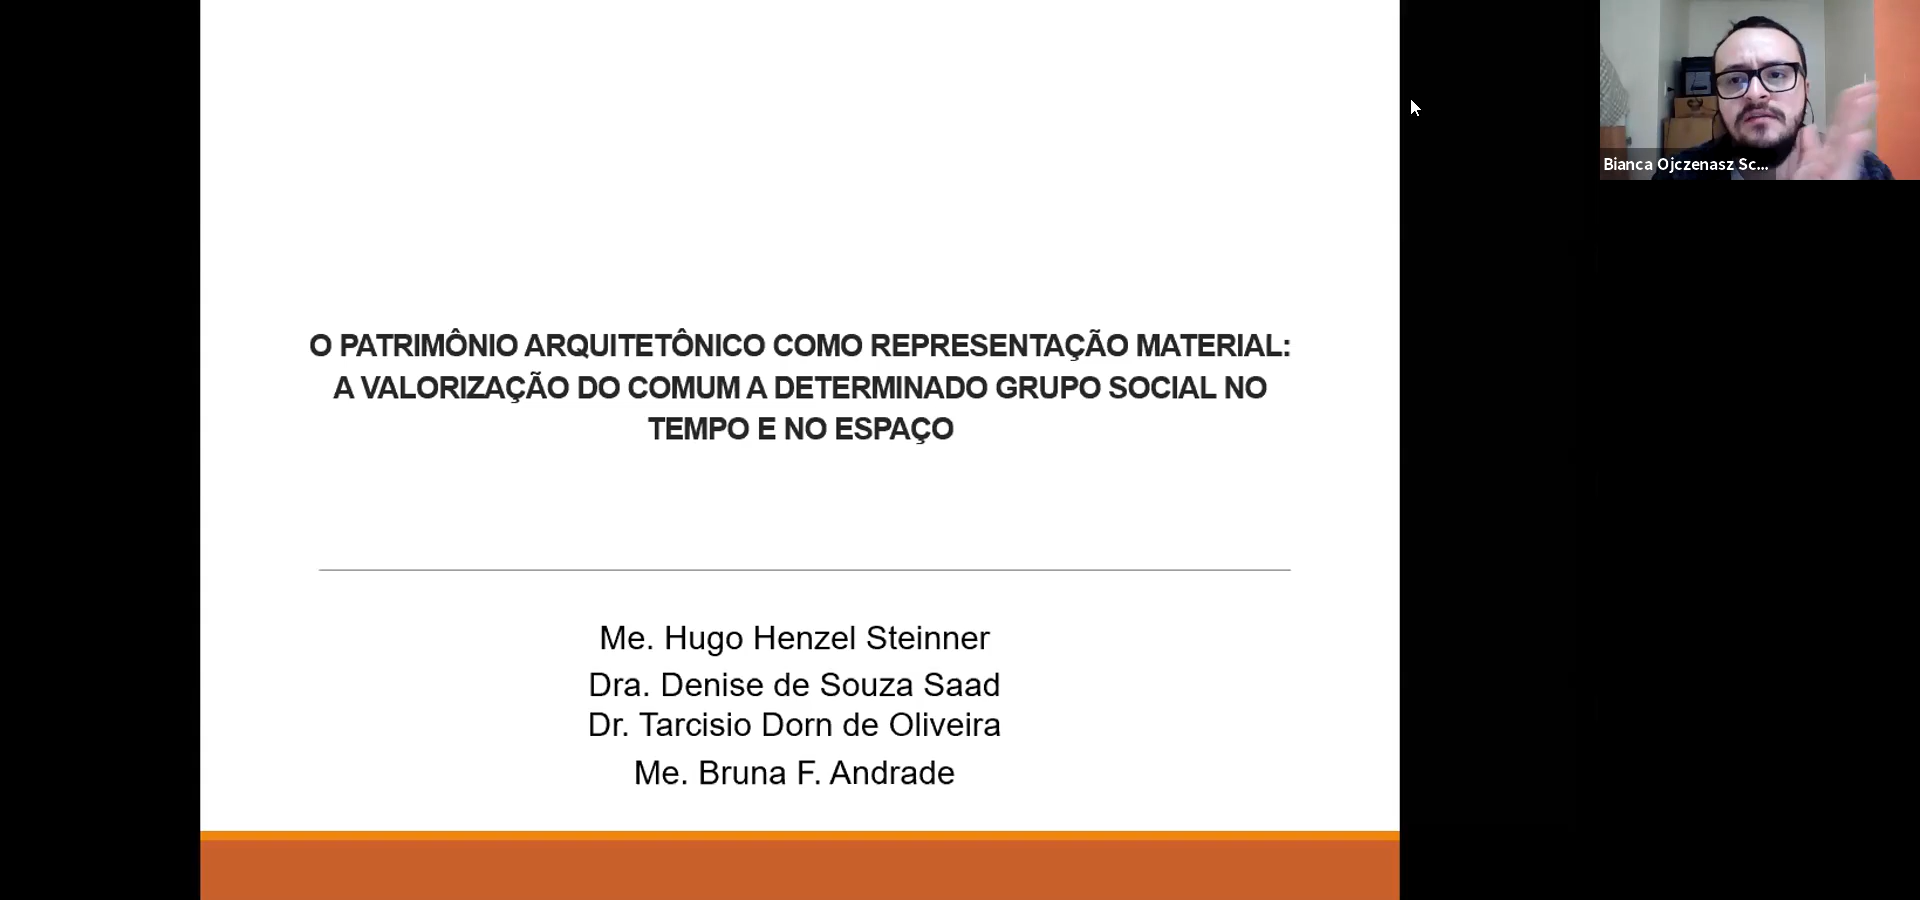 O PATRIMÔNIO ARQUITETÔNICO COMO REPRESENTAÇÃO MATERIAL:
A VALORIZAÇÃO DO COMUM A DETERMINADO GRUPO SOCIAL NO
TEMPO E NO ESPAÇO
Me. Hugo Henzel Steinner
Dra. Denise de Souza Saad
Dr. Tarcisio Dorn de Oliveira
Me. Bruna F. Andrade
Bianca Ojczenasz Sc...